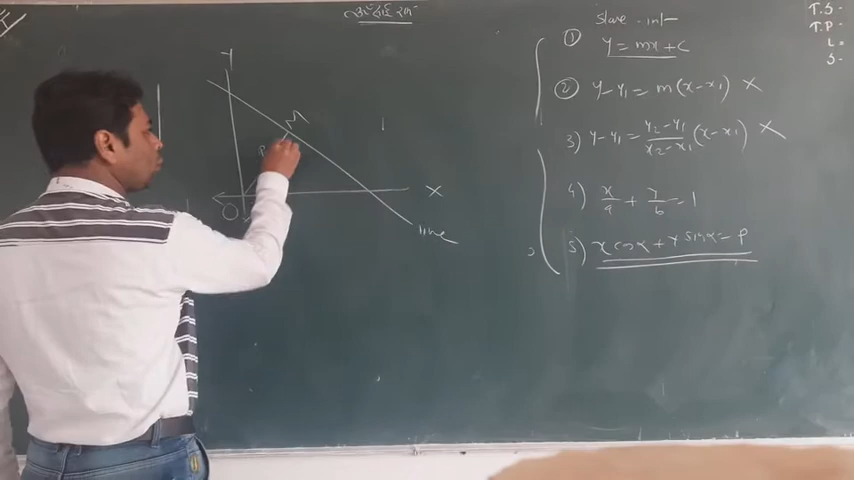 T.S-
T.P-
L=
S-
int
① y = mx + c
② y-y₁ = m(x-x₁) X
3) y-y₁ = y₂-y₁/x₂-x₁ (x-x₁) X
4) x/a + y/b = 1
5) x cos α + y sin α = P
Y
M
P
X
O
line